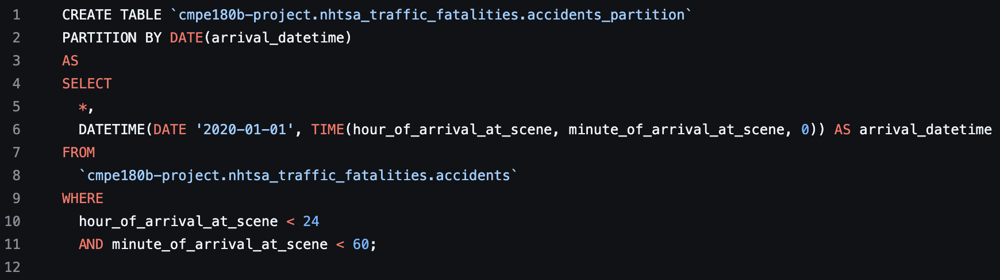 1 CREATE TABLE `cmpe180b-project.nhtsa_traffic_fatalities.accidents_partition`
2 PARTITION BY DATE(arrival_datetime)
3 AS
4 SELECT
5 *,
6 DATETIME(DATE '2020-01-01', TIME(hour_of_arrival_at_scene, minute_of_arrival_at_scene, 0)) AS arrival_datetime
7 FROM
8 `cmpe180b-project.nhtsa_traffic_fatalities.accidents`
9 WHERE
10 hour_of_arrival_at_scene < 24
11 AND minute_of_arrival_at_scene < 60;
12